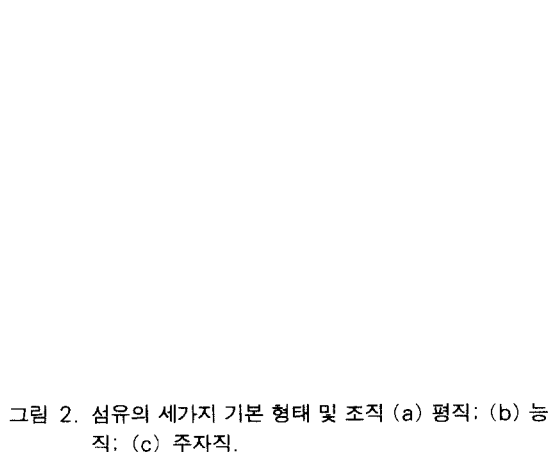 그림 2. 섬유의 세가지 기본 형태 및 조직 (a) 평직; (b) 능
직; (c) 주자직.